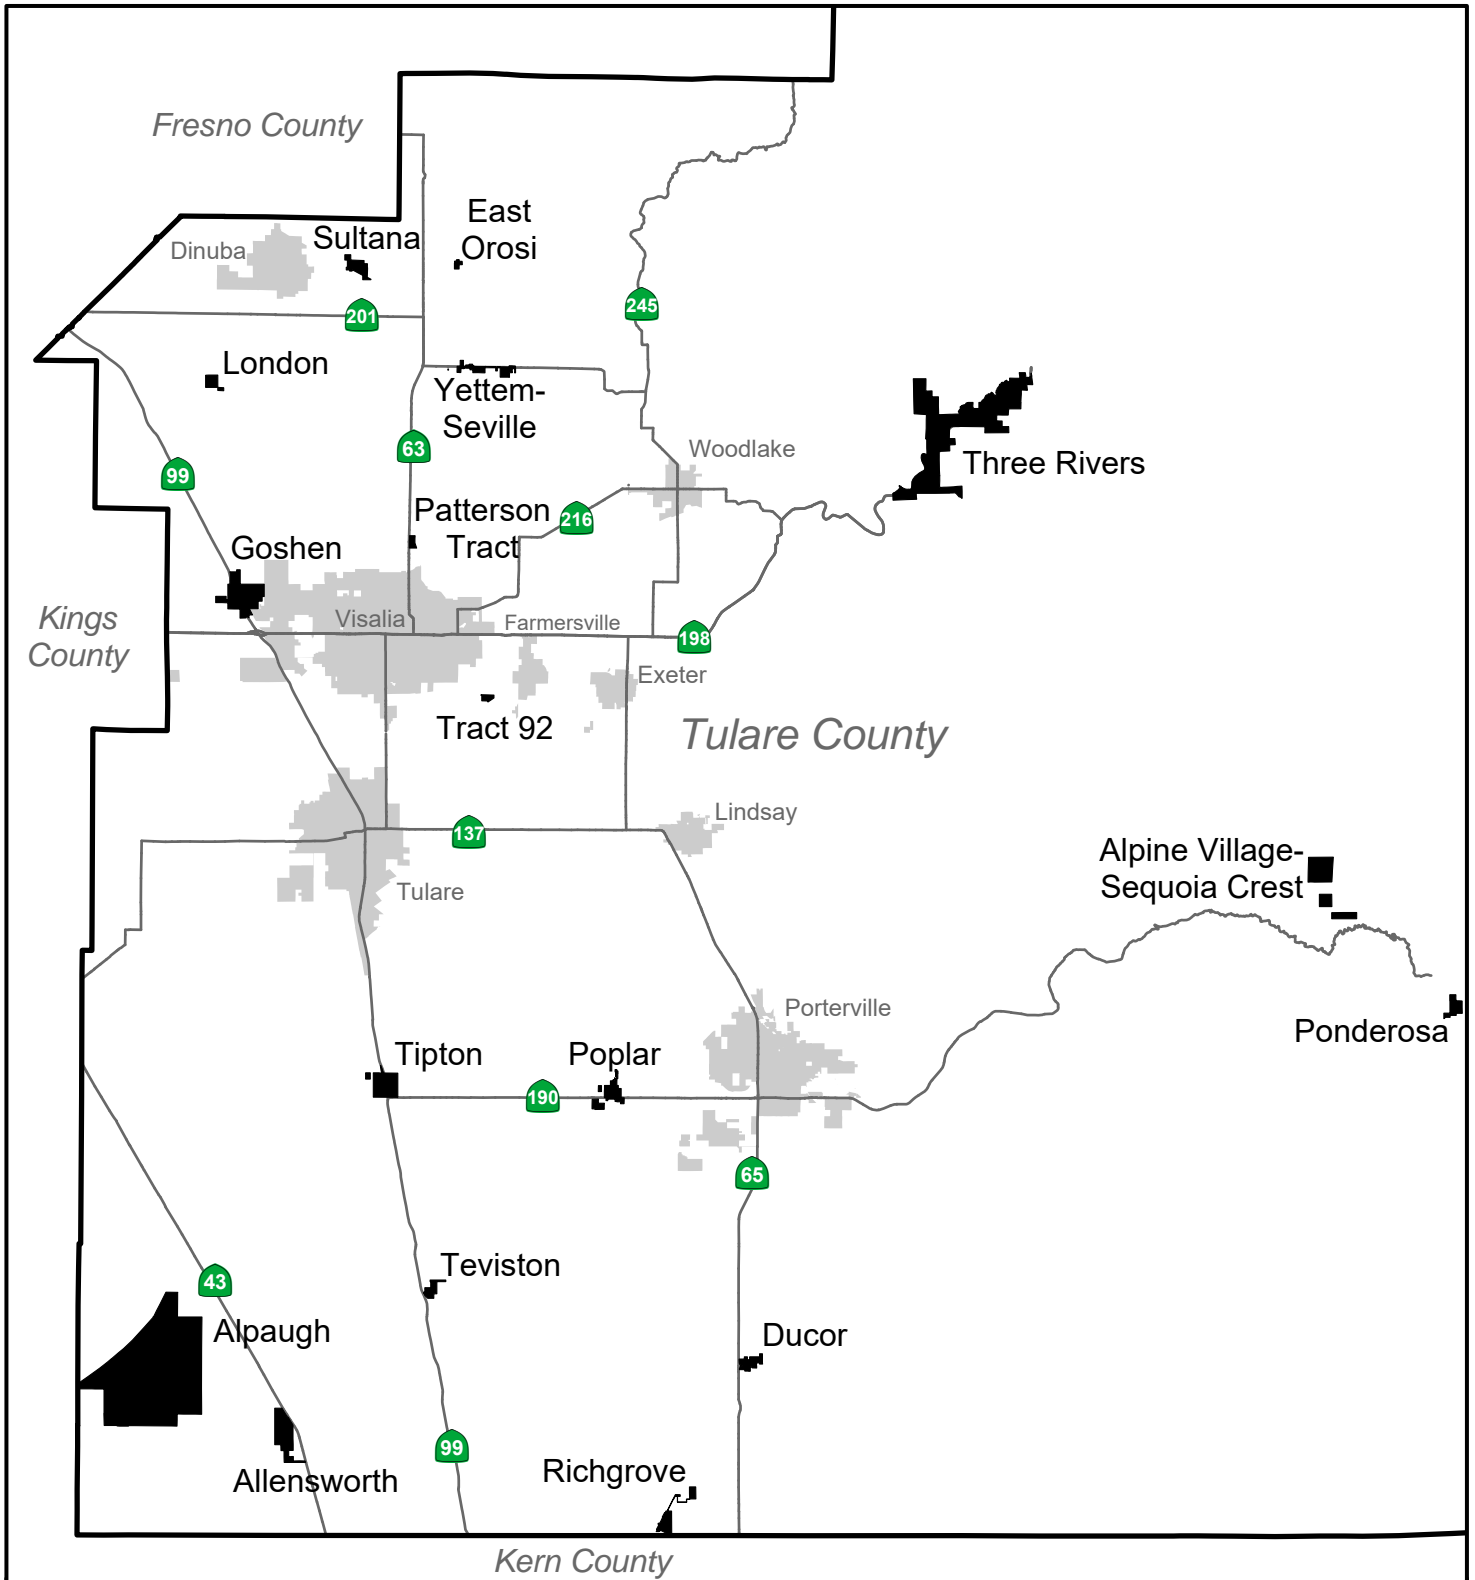 Fresno County
East
Orosi
Sultana
Dinuba
245
201
London
Yettem-
Seville
63
Woodlake
99
Three Rivers
Patterson
Tract
216
Goshen
Kings
County
Visalia
Farmersville
198
Exeter
Tract 92
Tulare County
Lindsay
137
Alpine Village-
Sequoia Crest
Tulare
Porterville
Ponderosa
Tipton
Poplar
190
65
Teviston
43
Alpaugh
Ducor
99
Richgrove
Allensworth
Kern County